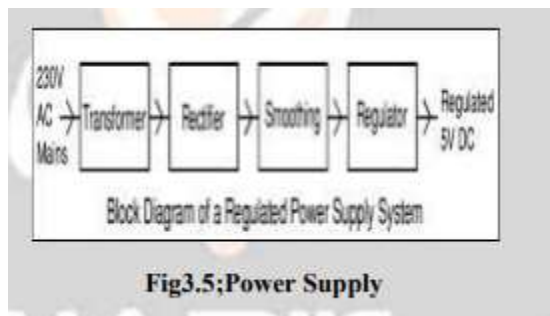 230V
AC
Mains
Transformer
Rectifier
Smoothing
Regulator
Regulated
5V DC
Block Diagram of a Regulated Power Supply System
Fig3.5;Power Supply